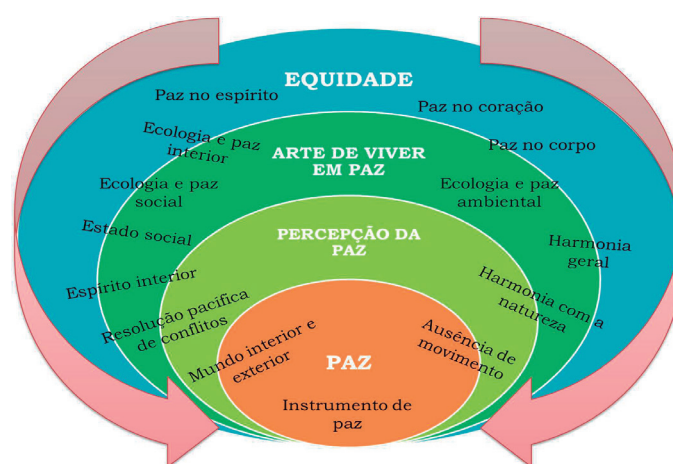 EQUIDADE
Paz no espírito
Paz no coração
Ecologia e paz
interior
Paz no corpo
ARTE DE VIVER
EM PAZ
Ecologia e paz
social
Ecologia e paz
ambiental
Estado social
PERCEPÇÃO DA
PAZ
Harmonia
geral
Espírito interior
Harmonia com a
natureza
Resolução pacífica
de conflitos
Mundo interior e
exterior
Ausência de
movimento
PAZ
Instrumento de
paz